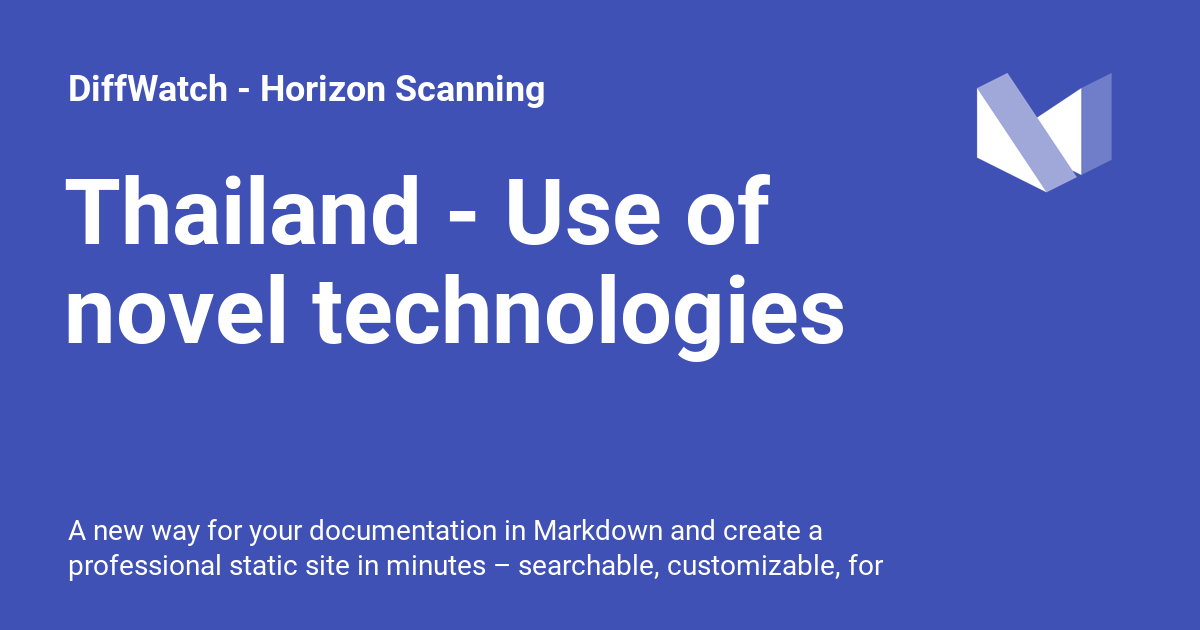 DiffWatch - Horizon Scanning
Thailand - Use of
novel technologies
A new way for your documentation in Markdown and create a
professional static site in minutes – searchable, customizable, for